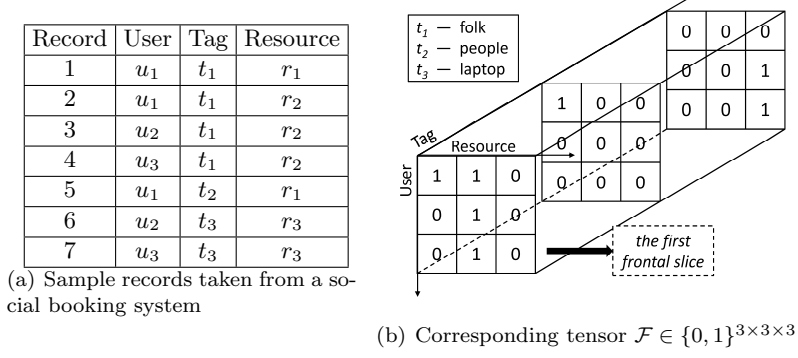 Record User Tag Resource
1 u₁ t₁ r₁
2 u₁ t₁ r₂
3 u₂ t₁ r₂
4 u₃ t₁ r₂
5 u₁ t₂ r₁
6 u₂ t₃ r₃
7 u₃ t₃ r₃
(a) Sample records taken from a so-
cial booking system
t₁ — folk
t₂ — people
t₃ — laptop
0 0 0
0 0 1
0 0 1
1 0 0
0 0 0
0 0 0
Tag
Resource
User
1 1 0
0 1 0
0 1 0
the first
frontal slice
(b) Corresponding tensor ℱ ∈ {0, 1}³ˣ³ˣ³